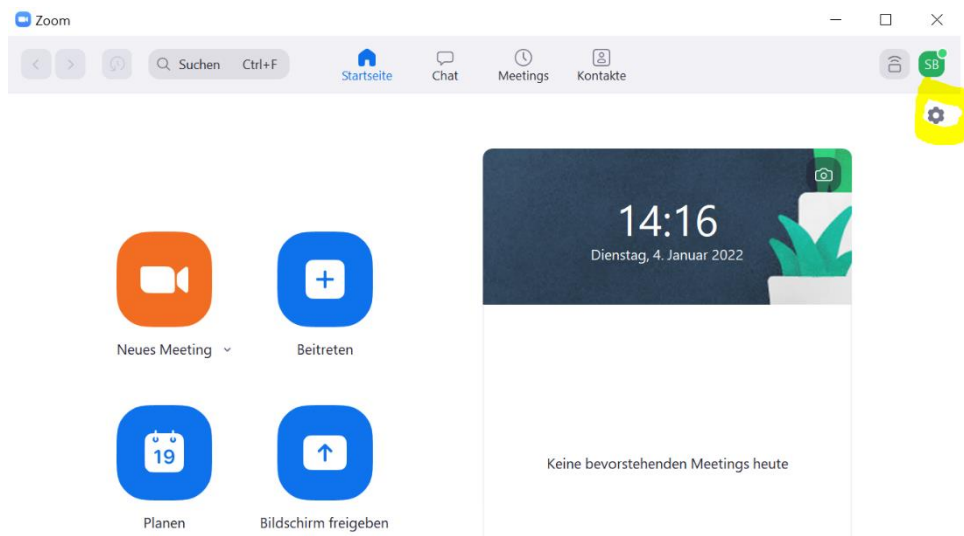 Zoom
Suchen Ctrl+F
Startseite
Chat
Meetings
Kontakte
SB
14:16
Dienstag, 4. Januar 2022
Neues Meeting
Beitreten
19
Planen
Bildschirm freigeben
Keine bevorstehenden Meetings heute